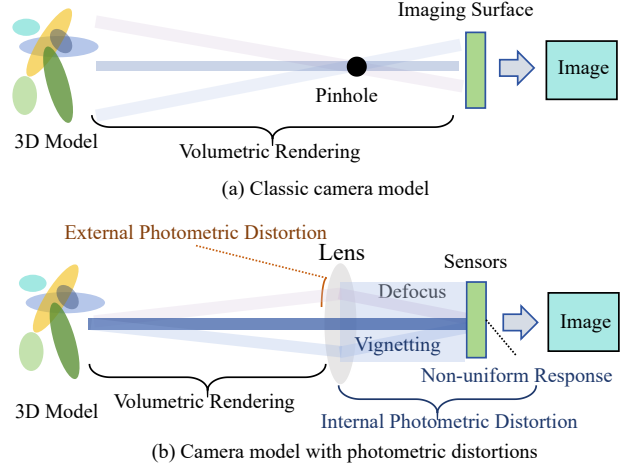 Imaging Surface
Pinhole
Image
3D Model
Volumetric Rendering
(a) Classic camera model
External Photometric Distortion
Lens
Sensors
Defocus
Image
Vignetting
Non-uniform Response
3D Model
Volumetric Rendering
Internal Photometric Distortion
(b) Camera model with photometric distortions